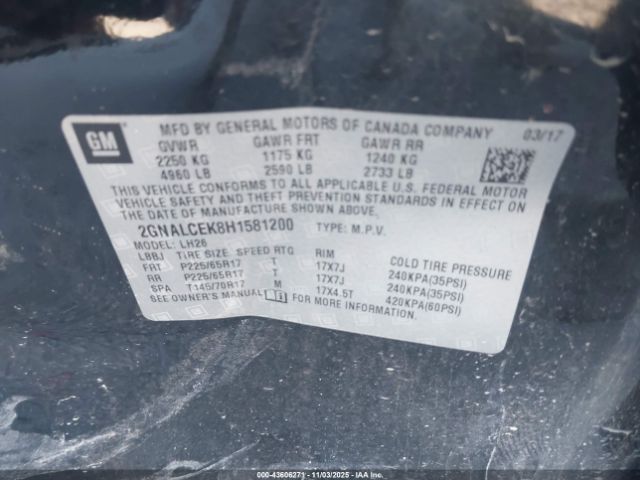 GM
MFD BY GENERAL MOTORS OF CANADA COMPANY 03/17
GVWR GAWR FRT GAWR RR
2250 KG 1175 KG 1240 KG
4960 LB 2590 LB 2733 LB
THIS VEHICLE CONFORMS TO ALL APPLICABLE U.S. FEDERAL MOTOR
VEHICLE SAFETY AND THEFT PREVENTION STANDARDS IN EFFECT
ON THE DATE OF MANUFACTURE SHOWN ABOVE.
2GNALCEK8H1581200 TYPE: M.P.V.
MODEL: LH26
LBBJ TIRE SIZE SPEED RTG RIM COLD TIRE PRESSURE
FRT P225/65R17 T 17X7J 240KPA(35PSI)
RR P225/65R17 T 17X7J 240KPA(35PSI)
SPA T145/70R17 M 17X4.5T 420KPA(60PSI)
SEE OWNER'S MANUAL FOR MORE INFORMATION.
000-43606271 - 11/03/2025 - IAA Inc.